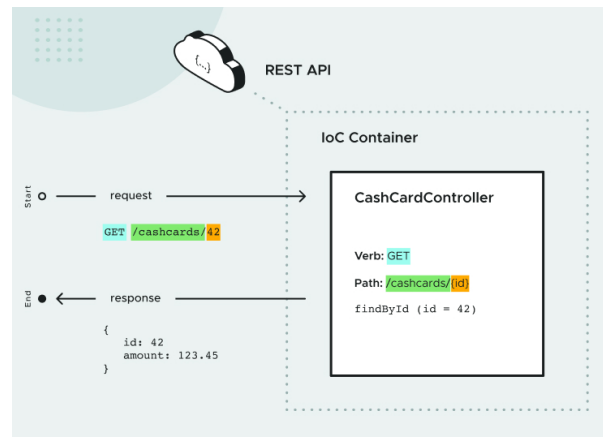 {...}
REST API
IoC Container
Start
request
GET /cashcards/42
CashCardController
Verb: GET
Path: /cashcards/{id}
findById (id = 42)
End
response
{
id: 42
amount: 123.45
}